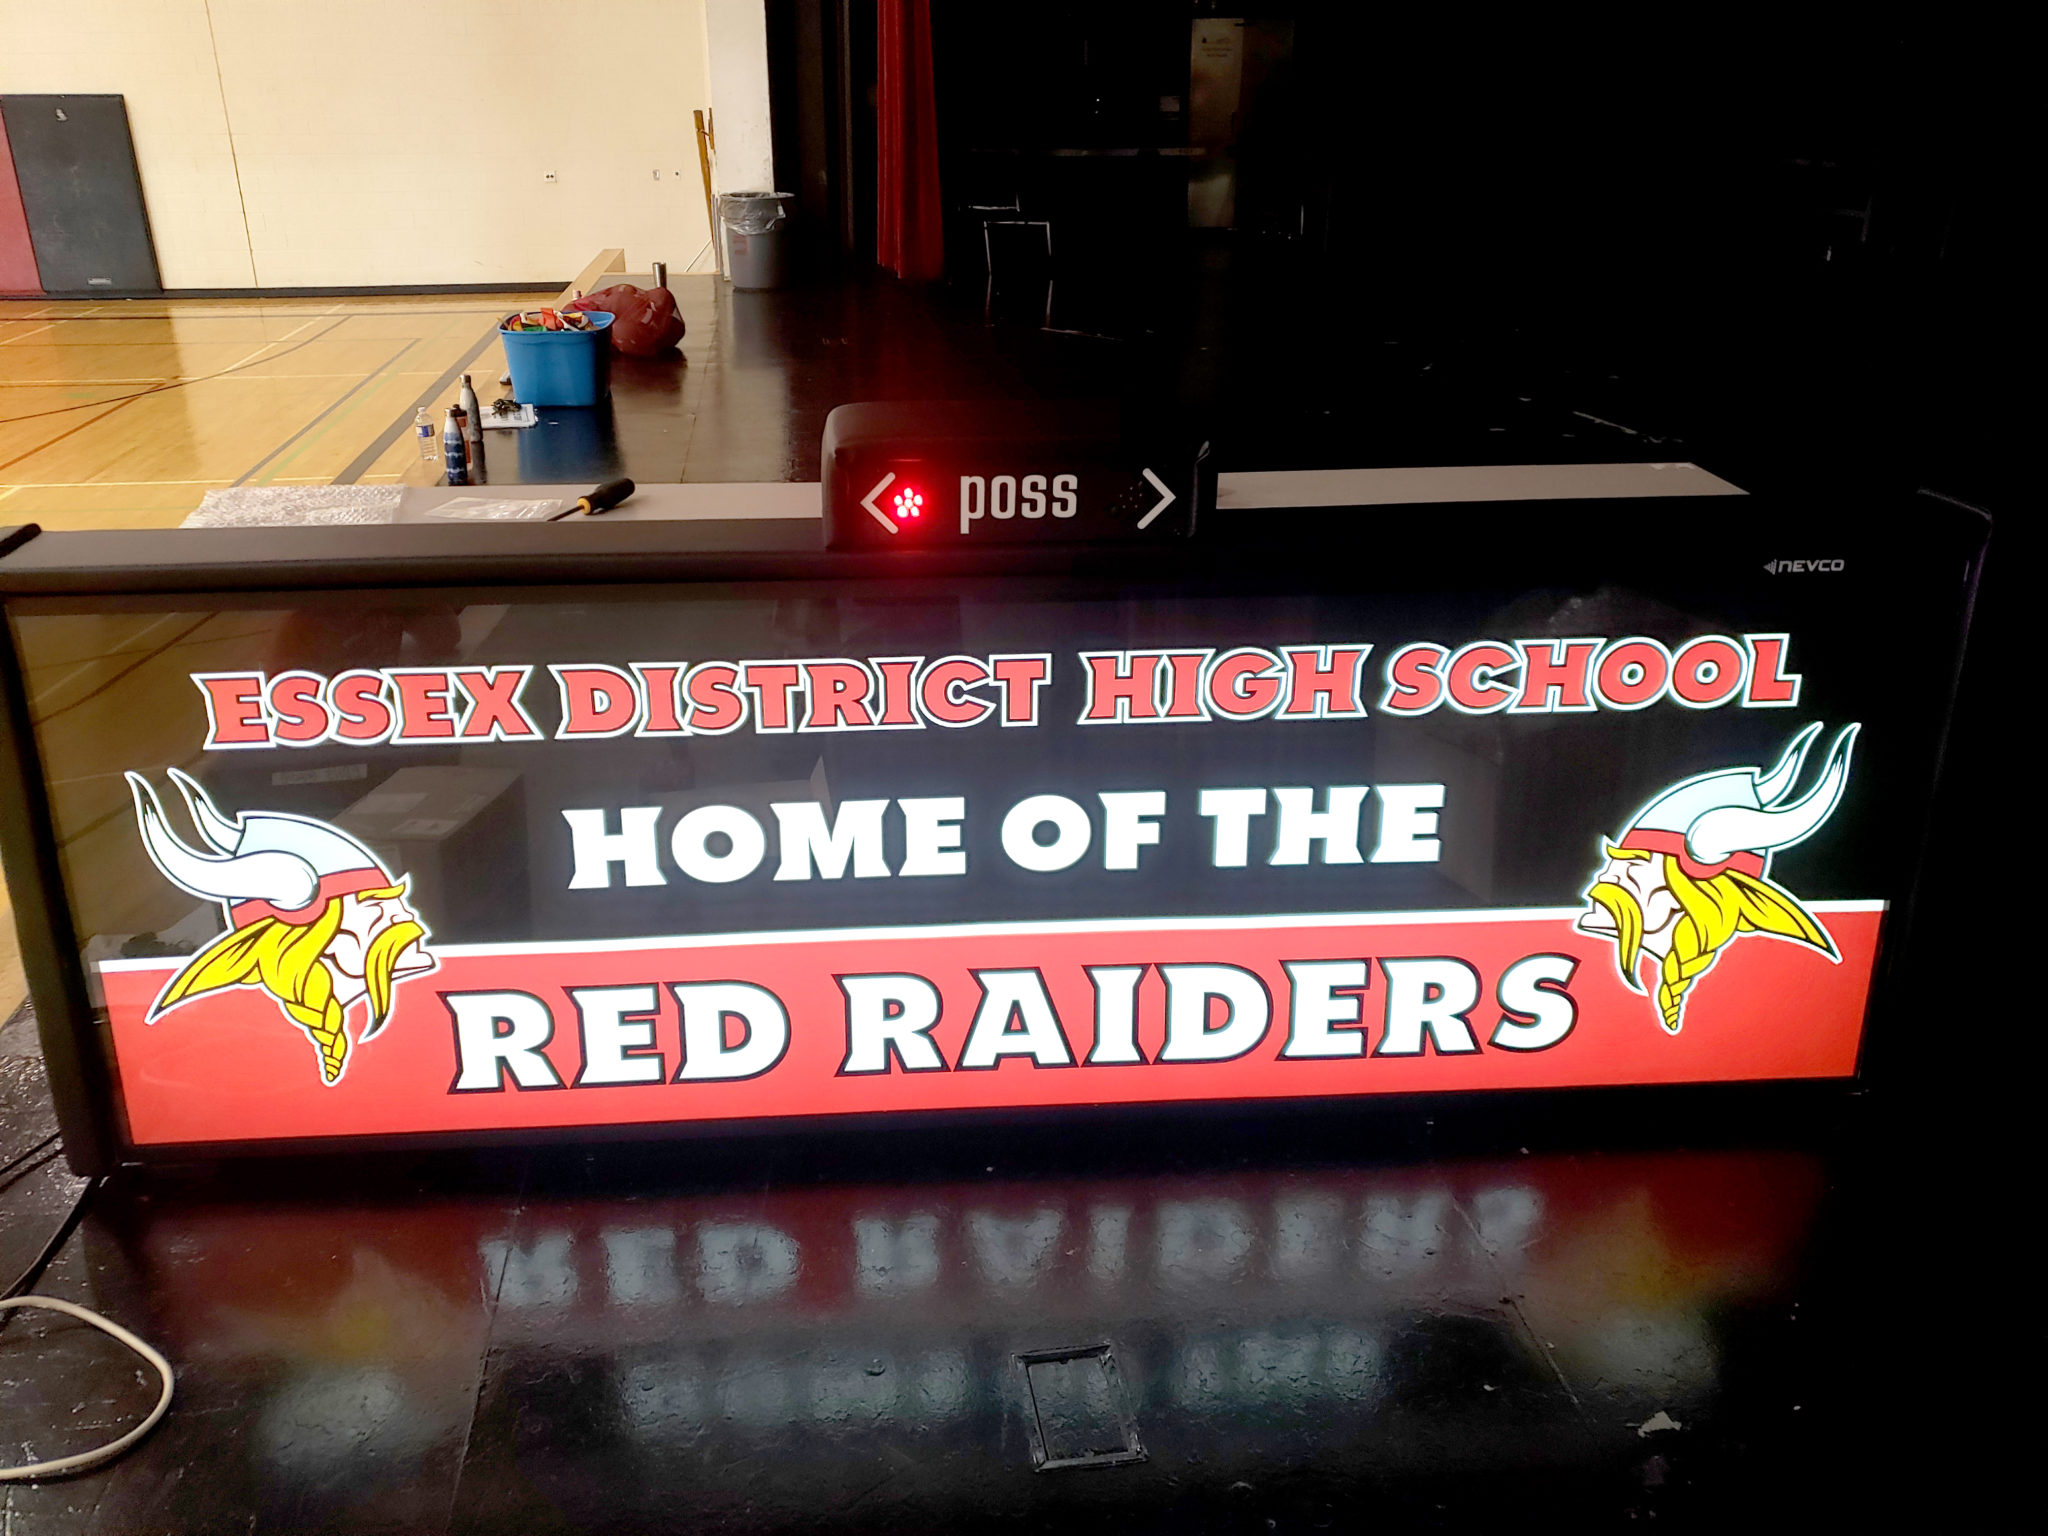 < poss >
NEVCO
ESSEX DISTRICT HIGH SCHOOL
HOME OF THE
RED RAIDERS